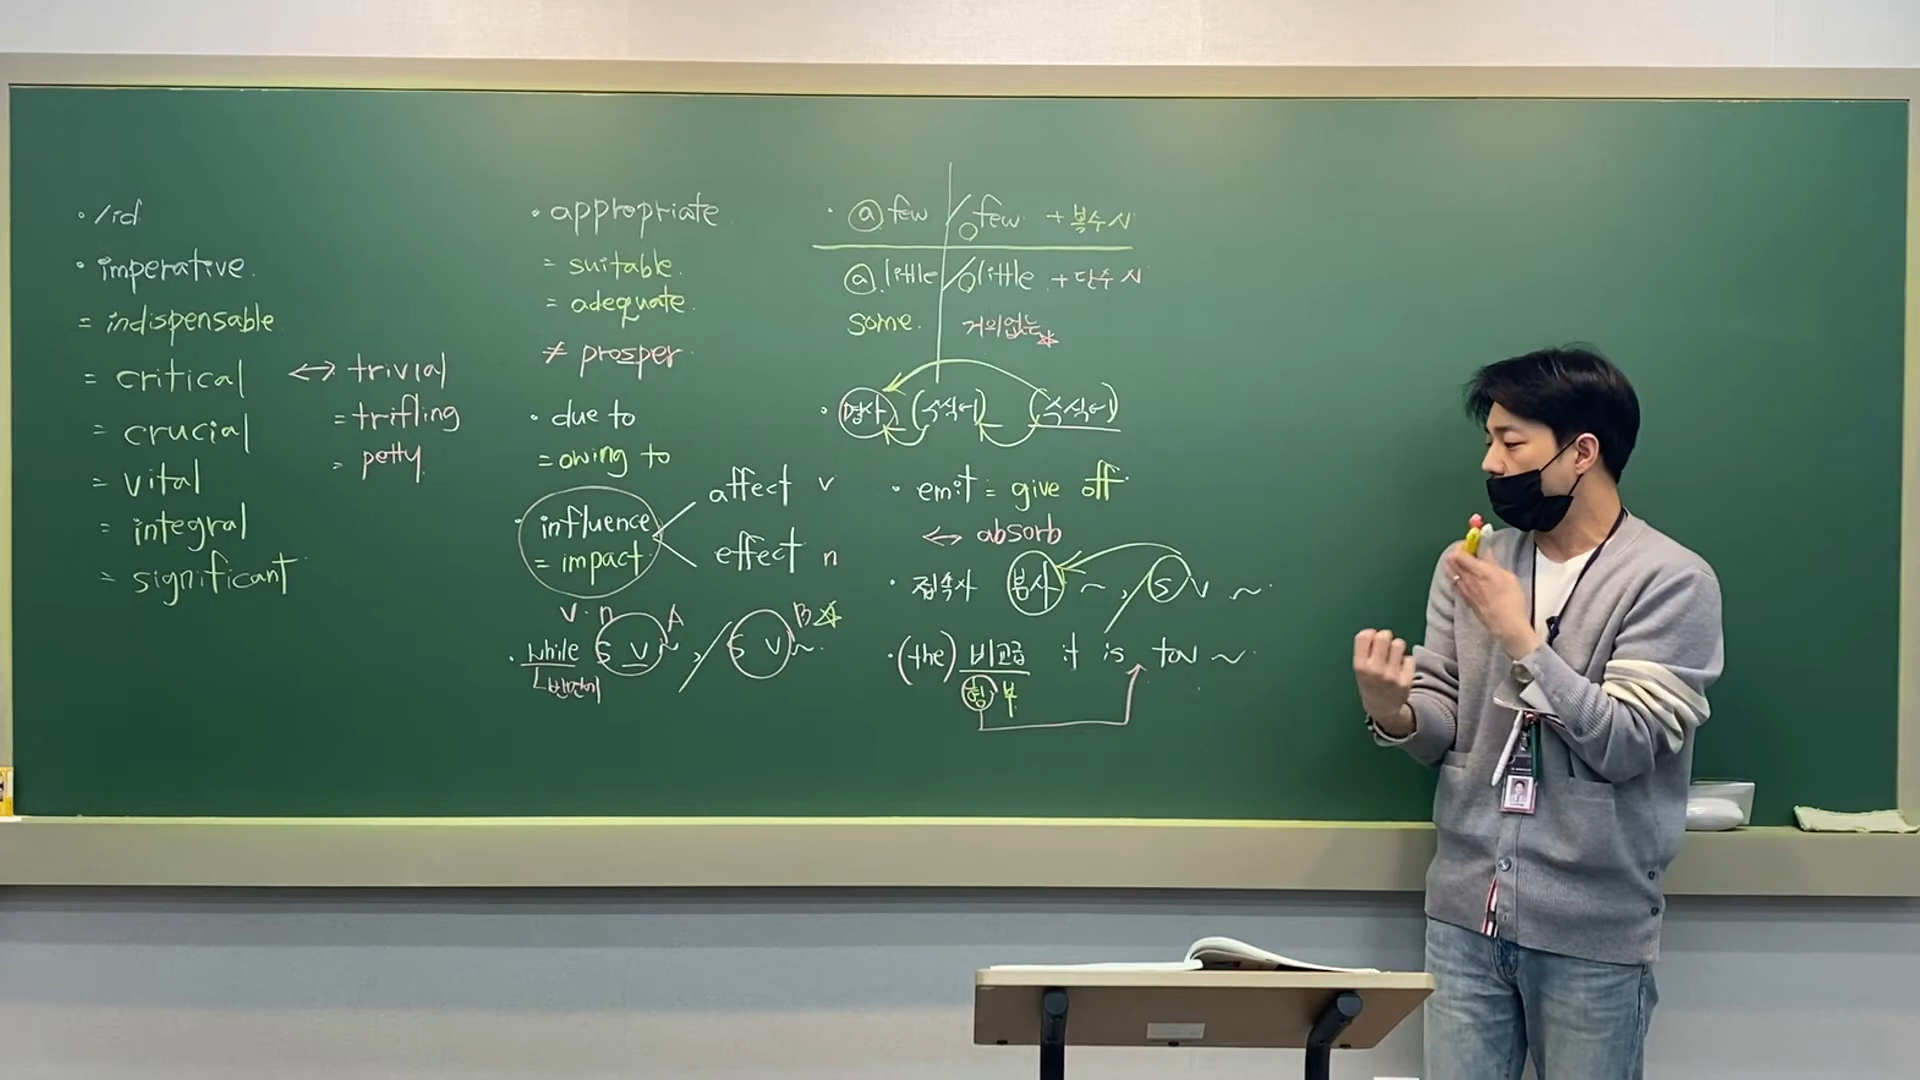 · /id
· imperative.
= indispensable
= critical ↔ trivial
= trifling
= petty.
= crucial
= vital
= integral
= significant
· appropriate
= suitable.
= adequate.
≠ prosper
· due to
= owing to
· influence
= impact
v · n
affect v
effect n
· while S V ~ A , / S V ~ B ☆
반면에
· ⓐ few / few + 복수 N
ⓐ little / little + 단수 N
some. 거의없는 ☆
· 명사 (수식어) (수식어)
· emit = give off
↔ absorb
· 접속사 분사 ~ , S V ~
· (the) 비교급 it is ~
형 부